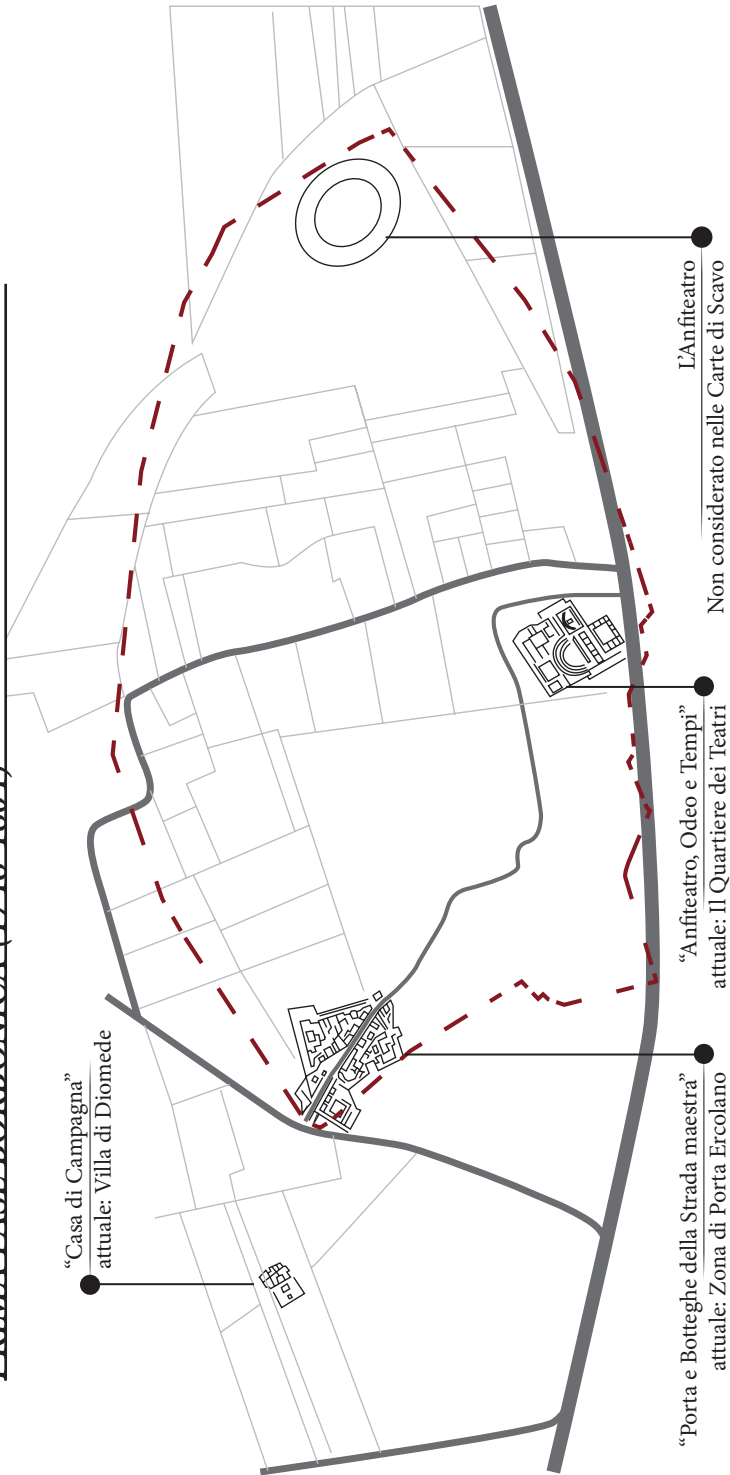 “Casa di Campagna”
attuale: Villa di Diomede
“Porta e Botteghe della Strada maestra”
attuale: Zona di Porta Ercolano
“Anfiteatro, Odeo e Tempi”
attuale: Il Quartiere dei Teatri
L’Anfiteatro
Non considerato nelle Carte di Scavo